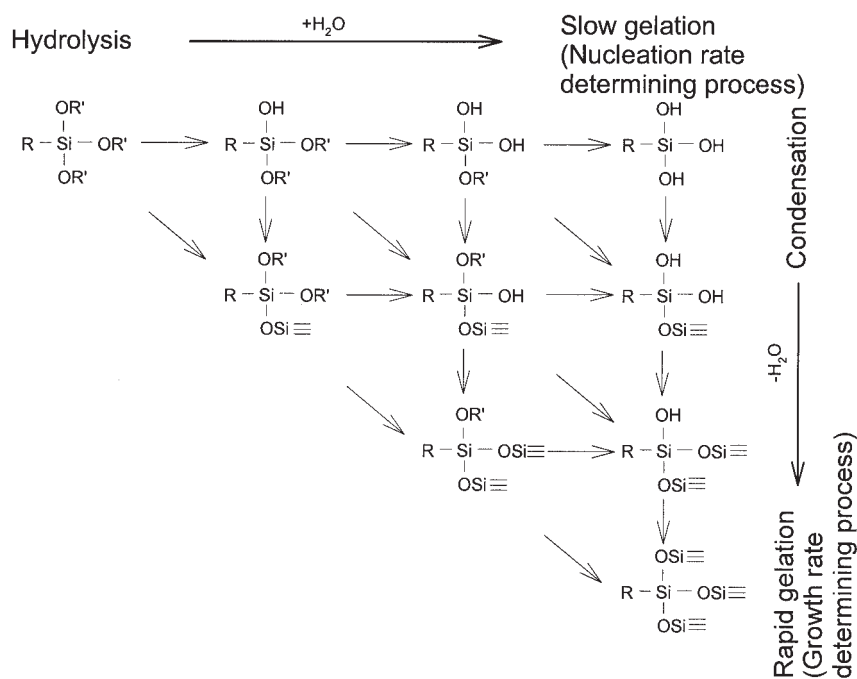 Hydrolysis
+H₂O
Slow gelation
(Nucleation rate
determining process)
OR'
R–Si–OR'
OR'
OH
R–Si–OR'
OR'
OH
R–Si–OH
OR'
OH
R–Si–OH
OH
OR'
R–Si–OR'
OSi≡
OR'
R–Si–OH
OSi≡
OH
R–Si–OH
OSi≡
OR'
R–Si–OSi≡
OSi≡
OH
R–Si–OSi≡
OSi≡
OSi≡
R–Si–OSi≡
OSi≡
Condensation
-H₂O
Rapid gelation
(Growth rate
determining process)